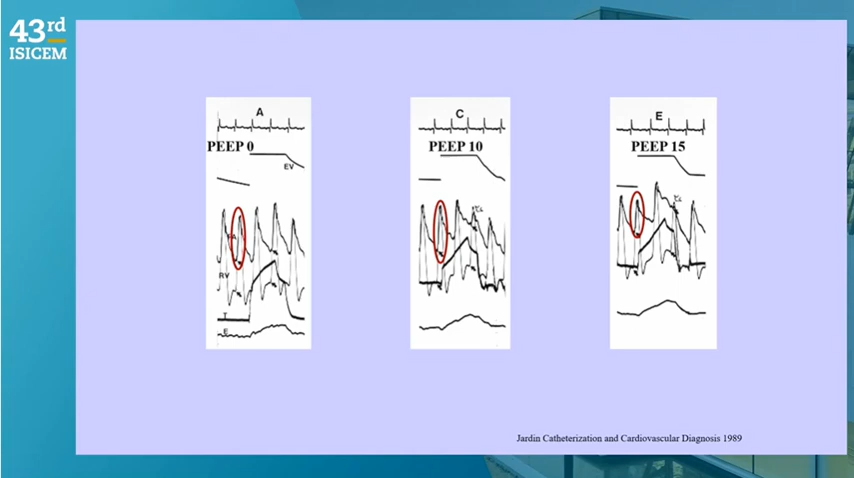 43rd
ISICEM
A
PEEP 0
EV
RV
T
E
C
PEEP 10
E
PEEP 15
Jardin Catheterization and Cardiovascular Diagnosis 1989